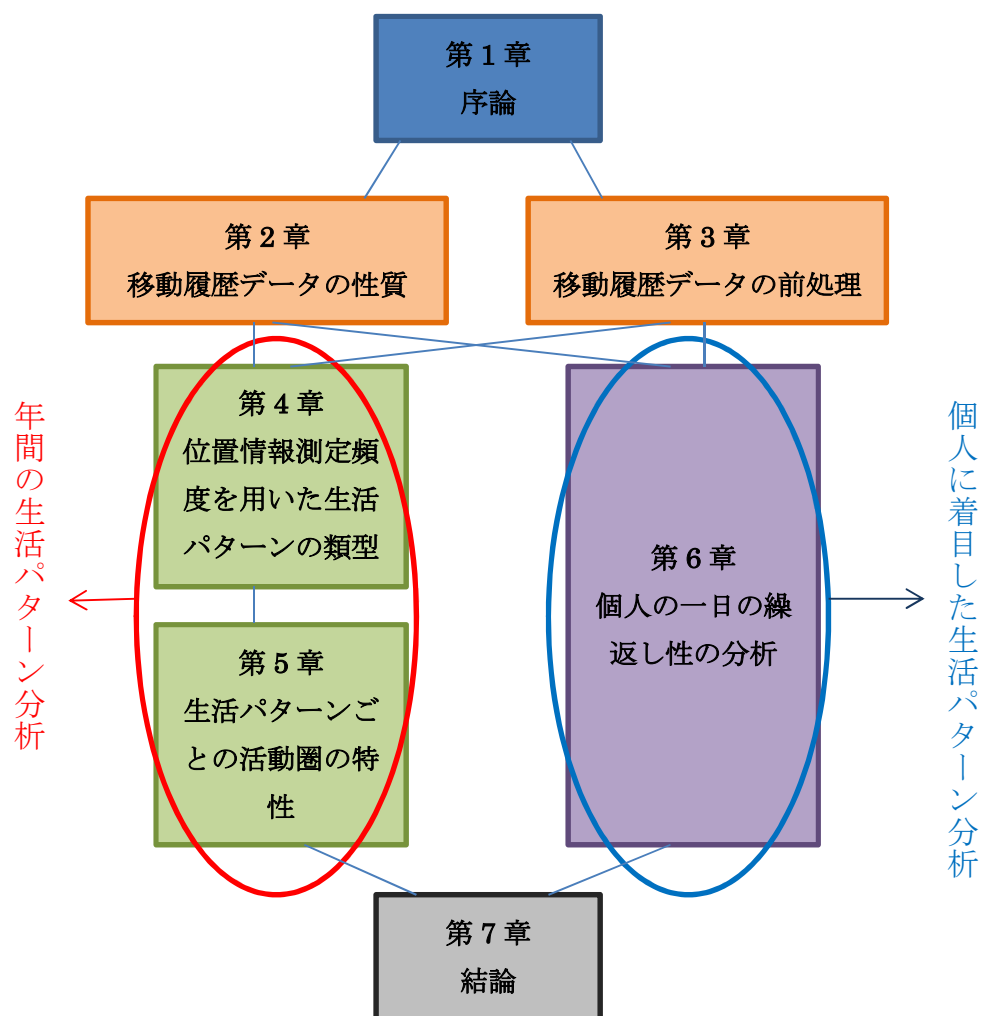 第1章
序論
第2章
移動履歴データの性質
第3章
移動履歴データの前処理
第4章
位置情報測定頻
度を用いた生活
パターンの類型
第5章
生活パターンご
との活動圏の特
性
年間の生活パターン分析
第6章
個人の一日の繰
返し性の分析
個人に着目した生活パターン分析
第7章
結論